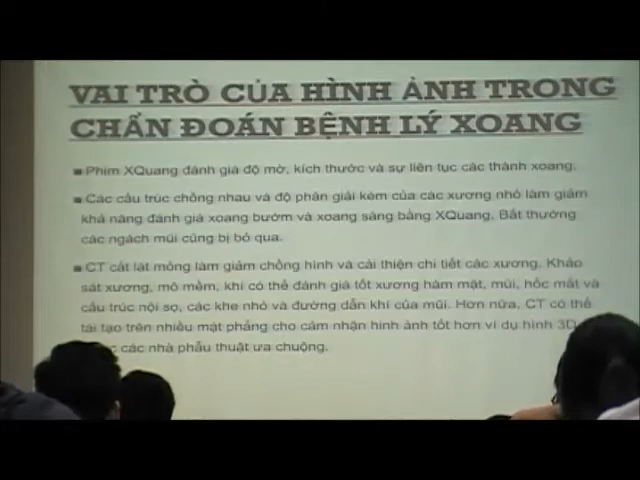 VAI TRÒ CỦA HÌNH ẢNH TRONG
CHẨN ĐOÁN BỆNH LÝ XOANG
Phim XQuang đánh giá độ mờ, kích thước và sự liên tục các thành xoang.
Các cấu trúc chồng nhau và độ phân giải kém của các xương nhỏ làm giảm
khả năng đánh giá xoang bướm và xoang sàng bằng XQuang. Bất thường
các ngách mũi cũng bị bỏ qua.
CT cắt lát mỏng làm giảm chồng hình và cải thiện chi tiết các xương. Khảo
sát xương, mô mềm, khí có thể đánh giá tốt xương hàm mặt, mũi, hốc mắt và
cấu trúc nội sọ, các khe nhỏ và đường dẫn khí của mũi. Hơn nữa, CT có thể
tái tạo trên nhiều mặt phẳng cho cảm nhận hình ảnh tốt hơn ví dụ hình 3D
các nhà phẫu thuật ưa chuộng.